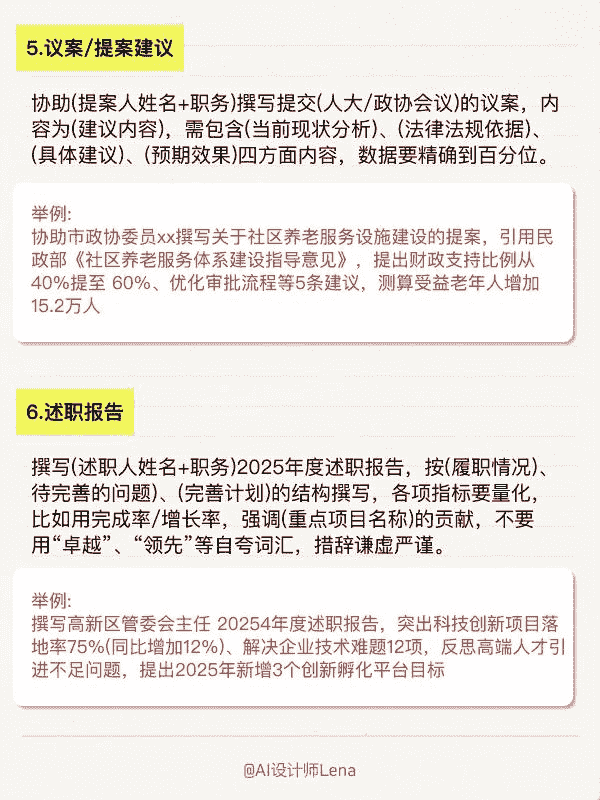 5.议案/提案建议
协助(提案人姓名+职务)撰写提交(人大/政协会议)的议案，内
容为(建议内容)，需包含(当前现状分析)、(法律法规依据)、
(具体建议)、(预期效果)四方面内容，数据要精确到百分位。
举例:
协助市政协委员xx撰写关于社区养老服务设施建设的提案，引用民
政部《社区养老服务体系建设指导意见》，提出财政支持比例从
40%提至 60%、优化审批流程等5条建议，测算受益老年人增加
15.2万人
6.述职报告
撰写(述职人姓名+职务)2025年度述职报告，按(履职情况)、
待完善的问题)、(完善计划)的结构撰写，各项指标要量化，
比如用完成率/增长率，强调(重点项目名称)的贡献，不要
用“卓越”、“领先”等自夸词汇，措辞谦虚严谨。
举例:
撰写高新区管委会主任 20254年度述职报告，突出科技创新项目落
地率75%(同比增加12%)、解决企业技术难题12项，反思高端人才引
进不足问题，提出2025年新增3个创新孵化平台目标
@AI设计师Lena